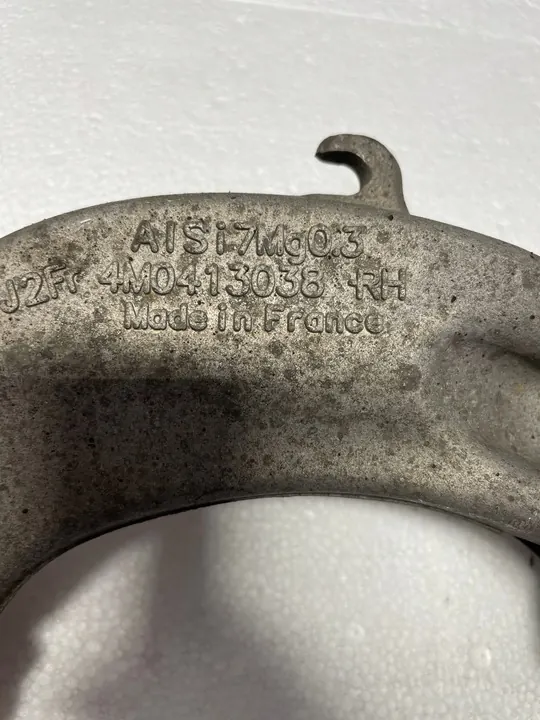 AlSi7Mg0.3
J2Fr 4M0413038 RH
Made in France